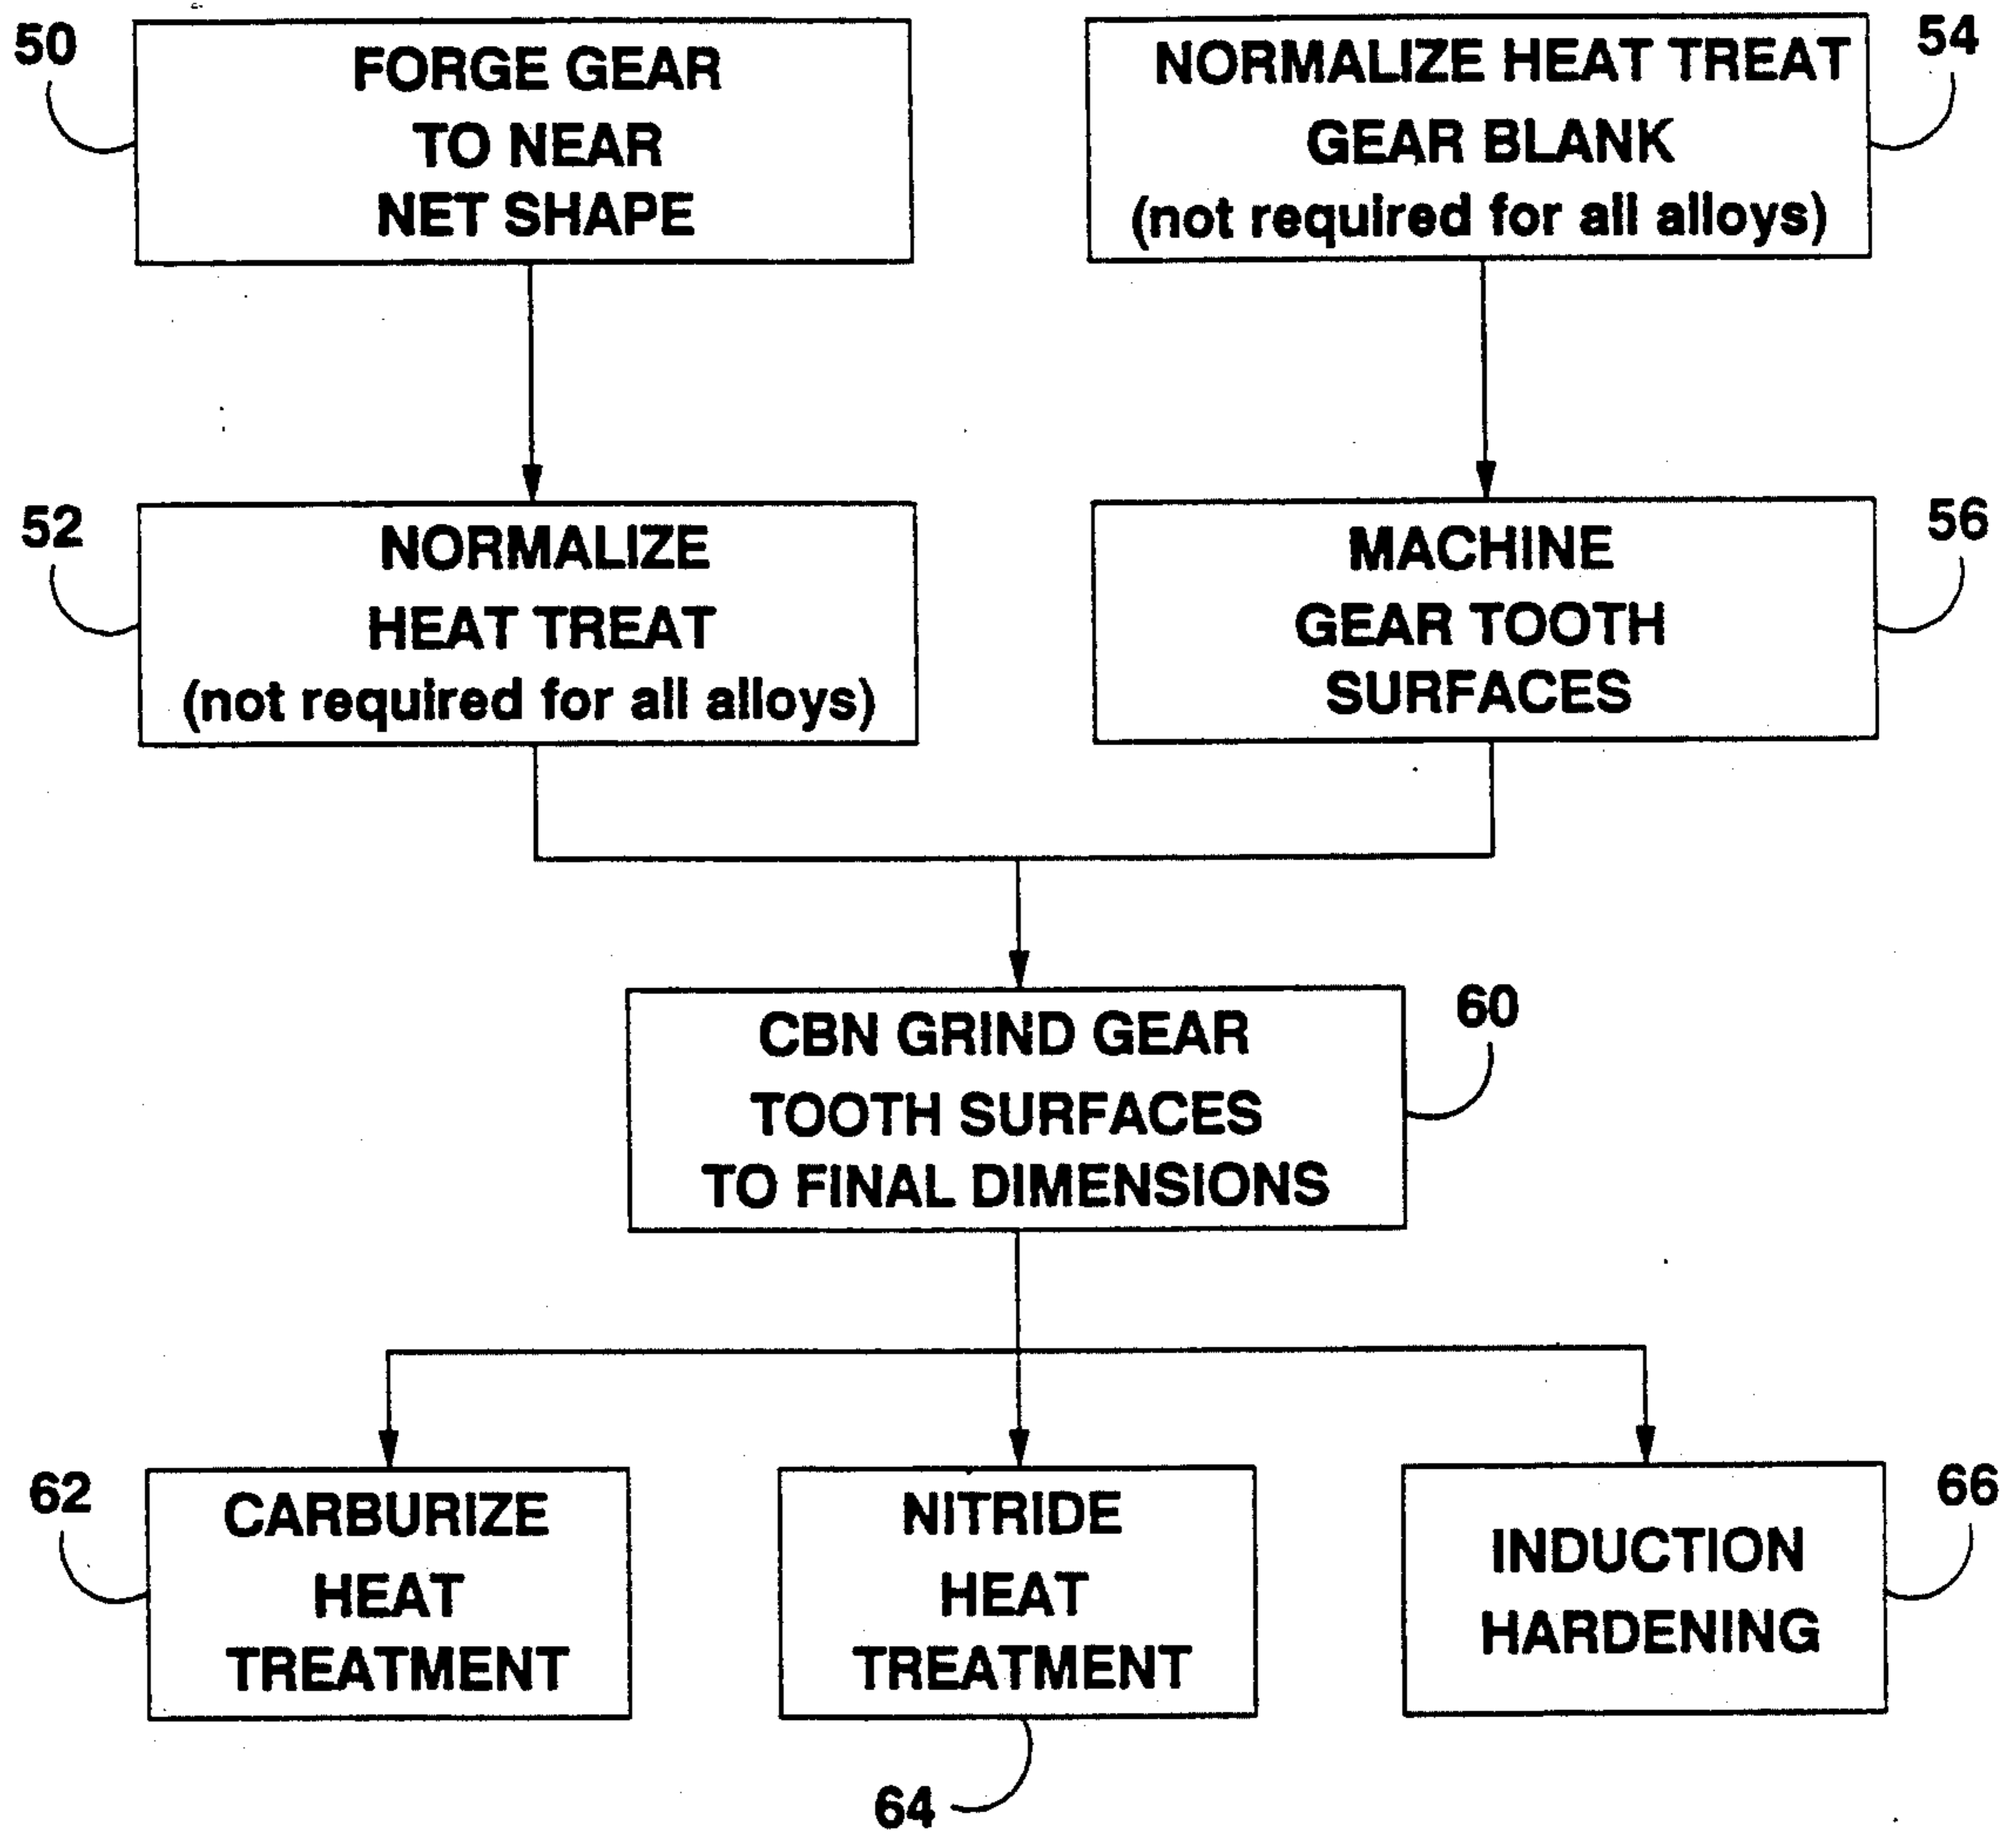 50
FORGE GEAR
TO NEAR
NET SHAPE
54
NORMALIZE HEAT TREAT
GEAR BLANK
(not required for all alloys)
52
NORMALIZE
HEAT TREAT
(not required for all alloys)
56
MACHINE
GEAR TOOTH
SURFACES
60
CBN GRIND GEAR
TOOTH SURFACES
TO FINAL DIMENSIONS
62
CARBURIZE
HEAT
TREATMENT
NITRIDE
HEAT
TREATMENT
64
66
INDUCTION
HARDENING